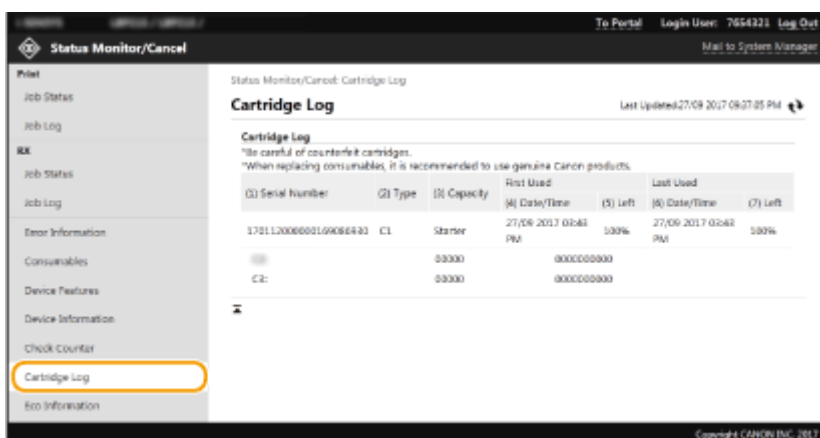 To Portal Login User: 7654321 Log Out
Status Monitor/Cancel
Mail to System Manager
Print
Job Status
Job Log
RX
Job Status
Job Log
Error Information
Consumables
Device Features
Device Information
Check Counter
Cartridge Log
Eco Information
Status Monitor/Cancel: Cartridge Log
Cartridge Log
Last Updated:27/09 2017 09:37:05 PM
Cartridge Log
*Be careful of counterfeit cartridges.
*When replacing consumables, it is recommended to use genuine Canon products.
(1) Serial Number (2) Type (3) Capacity First Used Last Used
(4) Date/Time (5) Left (6) Date/Time (7) Left
C1 Starter 27/09 2017 03:43 PM 100% 27/09 2017 03:43 PM 100%
00000 0000000000
C3: 00000 0000000000
Copyright CANON INC. 2017